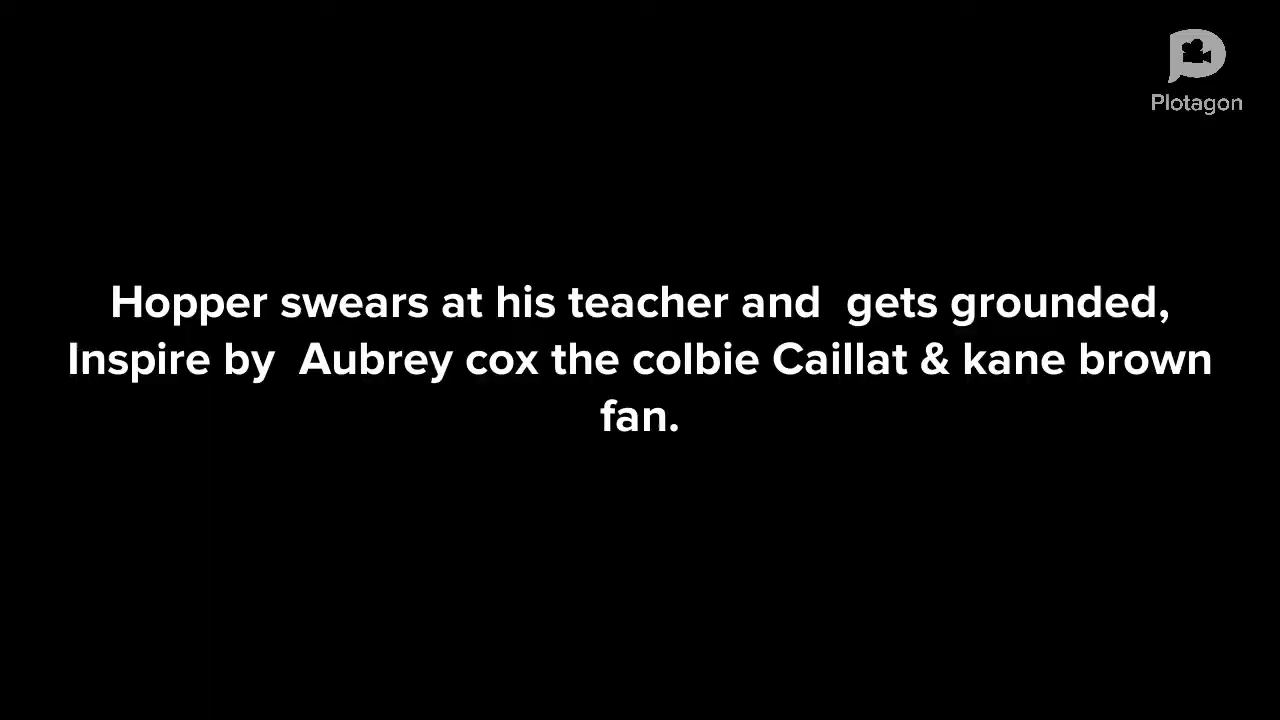 Plotagon
Hopper swears at his teacher and  gets grounded,
Inspire by  Aubrey cox the colbie Caillat & kane brown
fan.